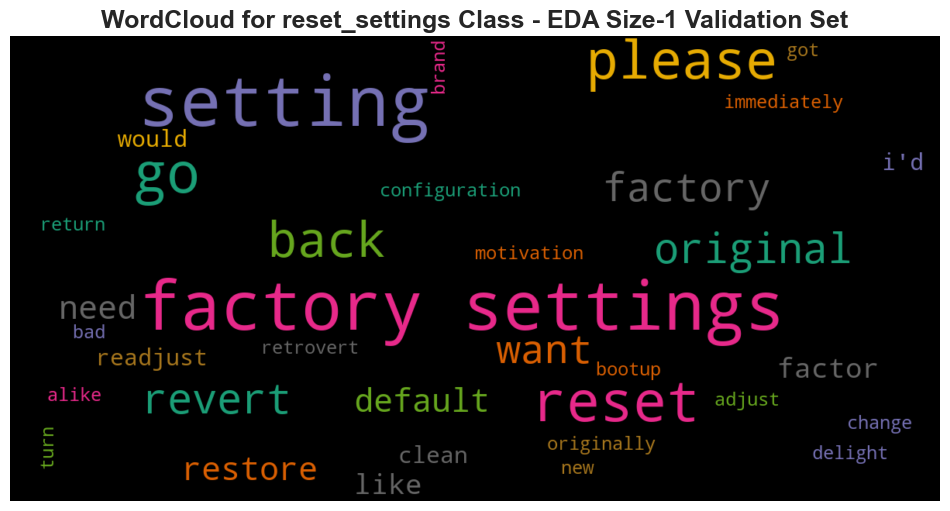 WordCloud for reset_settings Class - EDA Size-1 Validation Set
brand
please
got
setting
immediately
would
go
i'd
configuration
factory
return
back
motivation
original
need
factory settings
bad
readjust
retrovert
want
bootup
factor
alike
revert
default
reset
adjust
change
turn
restore
clean
like
originally
new
delight